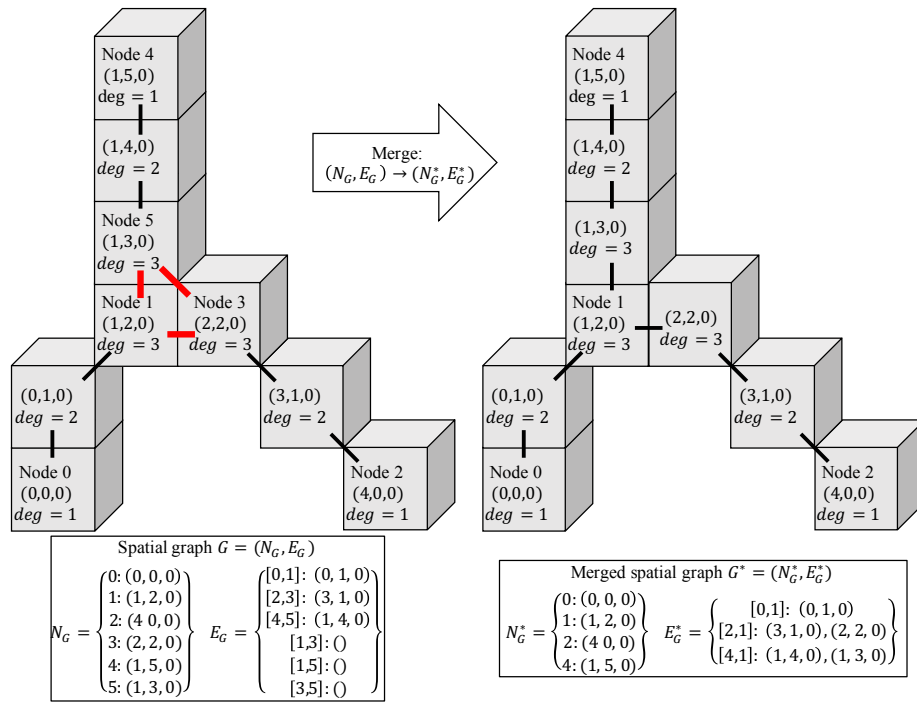 Node 4
(1,5,0)
deg = 1
(1,4,0)
deg = 2
Node 5
(1,3,0)
deg = 3
Node 1
(1,2,0)
deg = 3
Node 3
(2,2,0)
deg = 3
(0,1,0)
deg = 2
(3,1,0)
deg = 2
Node 0
(0,0,0)
deg = 1
Node 2
(4,0,0)
deg = 1
Merge:
(N_G, E_G) → (N_G^*, E_G^*)
Node 4
(1,5,0)
deg = 1
(1,4,0)
deg = 2
(1,3,0)
deg = 3
Node 1
(1,2,0)
deg = 3
(2,2,0)
deg = 3
(0,1,0)
deg = 2
(3,1,0)
deg = 2
Node 0
(0,0,0)
deg = 1
Node 2
(4,0,0)
deg = 1
Spatial graph G = (N_G, E_G)
N_G =
0: (0, 0, 0)
1: (1, 2, 0)
2: (4 0, 0)
3: (2, 2, 0)
4: (1, 5, 0)
5: (1, 3, 0)
E_G =
[0,1]: (0, 1, 0)
[2,3]: (3, 1, 0)
[4,5]: (1, 4, 0)
[1,3]: ()
[1,5]: ()
[3,5]: ()
Merged spatial graph G^* = (N_G^*, E_G^*)
N_G^* =
0: (0, 0, 0)
1: (1, 2, 0)
2: (4 0, 0)
4: (1, 5, 0)
E_G^* =
[0,1]: (0, 1, 0)
[2,1]: (3, 1, 0), (2, 2, 0)
[4,1]: (1, 4, 0), (1, 3, 0)